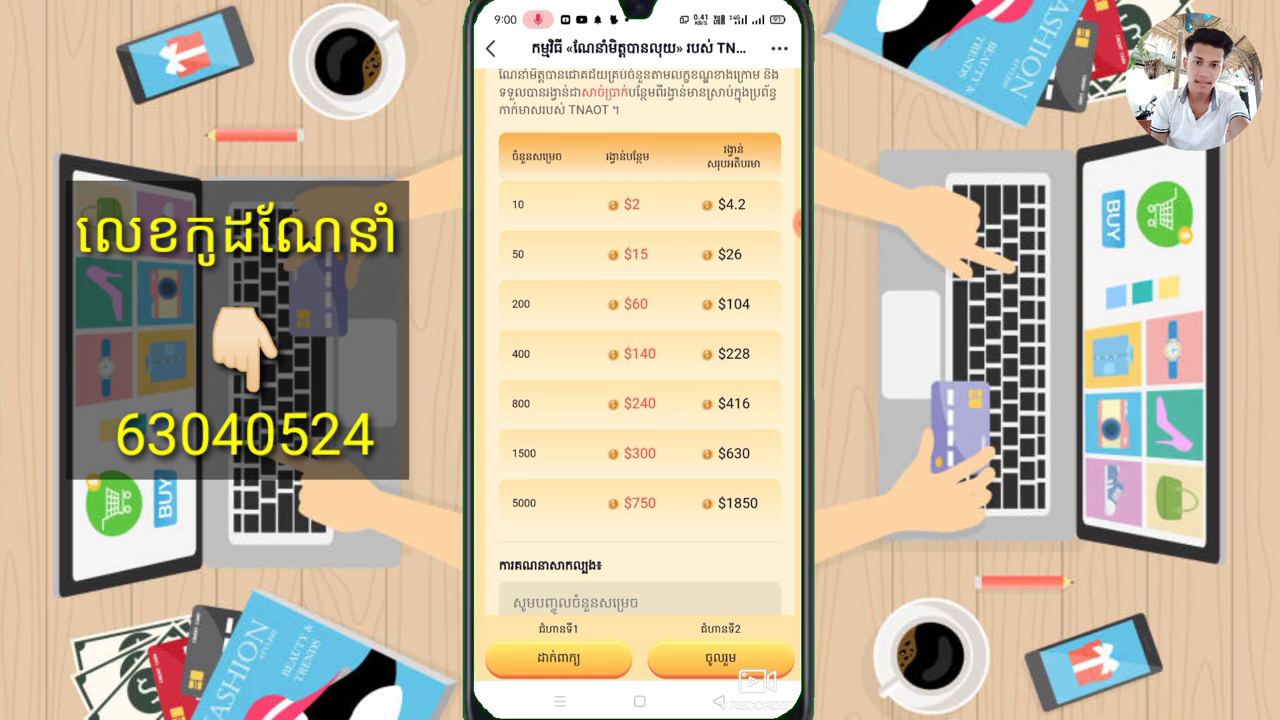 លេខកូដណែនាំ
63040524
9:00
0.41
KB/S
91
កម្មវិធី «ណែនាំមិត្តបានលុយ» របស់ TN...
ណែនាំមិត្តបានជោគជ័យគ្រប់ចំនួនតាមលក្ខខណ្ឌខាងក្រោម នឹង
ទទួលបានរង្វាន់ជាសាច់ប្រាក់បន្ថែមពីរង្វាន់មានស្រាប់ក្នុងប្រព័ន្ធ
កាក់មាសរបស់ TNAOT ។
ចំនួនសម្រេច រង្វាន់បន្ថែម រង្វាន់
សរុបអតិបរមា
10 $2 $4.2
50 $15 $26
200 $60 $104
400 $140 $228
800 $240 $416
1500 $300 $630
5000 $750 $1850
ការគណនាសាកល្បង៖
សូមបញ្ចូលចំនួនសម្រេច
ជំហានទី1 ជំហានទី2
ដាក់ពាក្យ ចូលរួម
RECORDER
BUY
BUY
FASHION
BEAUTY &
TRENDS
FASHION
BEAUTY &
TRENDS